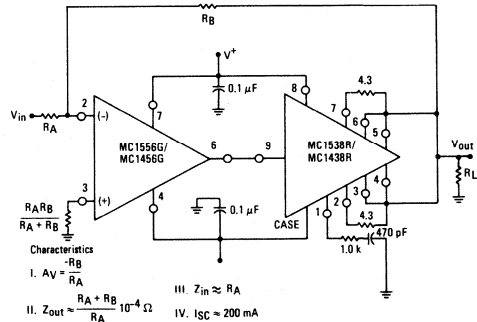 R_B
V+
0.1 μF
8
4.3
7
6
5
2
(-)
7
V_in
R_A
MC1556G/
MC1456G
6
9
MC1538R/
MC1438R
V_out
R_L
3
(+)
4
4
3
2
1
R_A R_B
R_A + R_B
0.1 μF
CASE
4.3
470 pF
1.0 k
Characteristics
I. A_V = -R_B / R_A
II. Z_out ≈ R_A + R_B / R_A 10^-4 Ω
III. Z_in ≈ R_A
IV. I_SC ≈ 200 mA